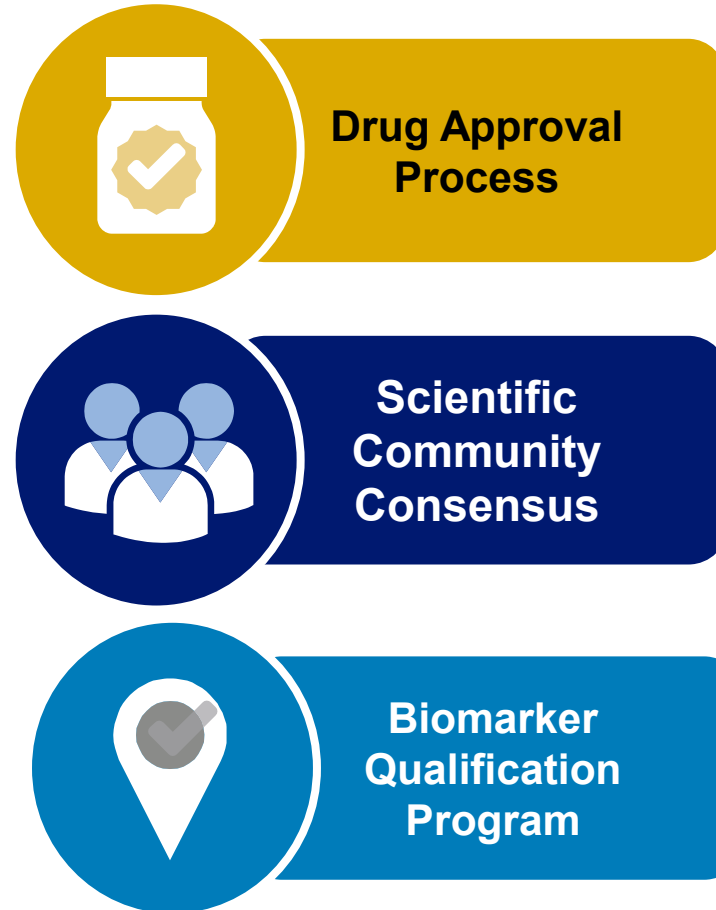 Drug Approval
Process
Scientific
Community
Consensus
Biomarker
Qualification
Program